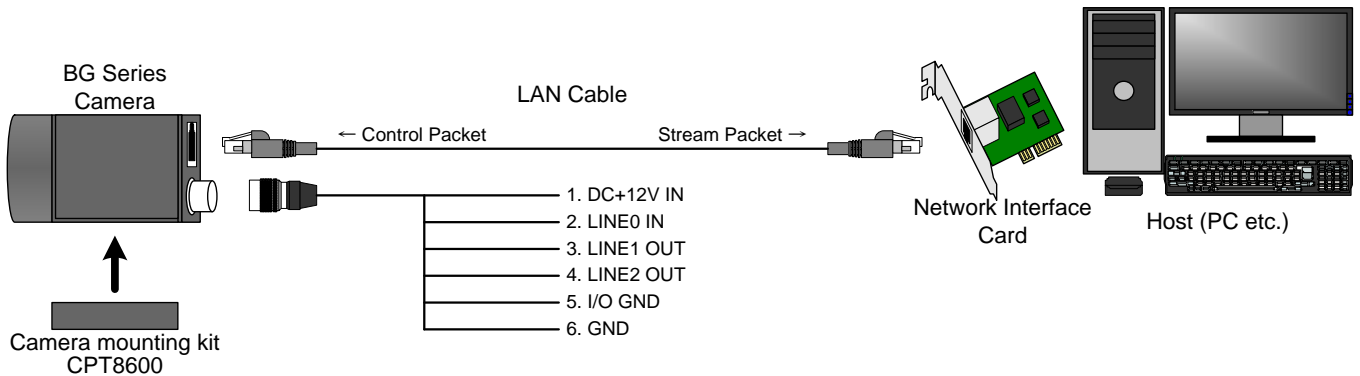 BG Series
Camera
LAN Cable
← Control Packet
Stream Packet →
1. DC+12V IN
2. LINE0 IN
3. LINE1 OUT
4. LINE2 OUT
5. I/O GND
6. GND
Network Interface
Card
Host (PC etc.)
Camera mounting kit
CPT8600